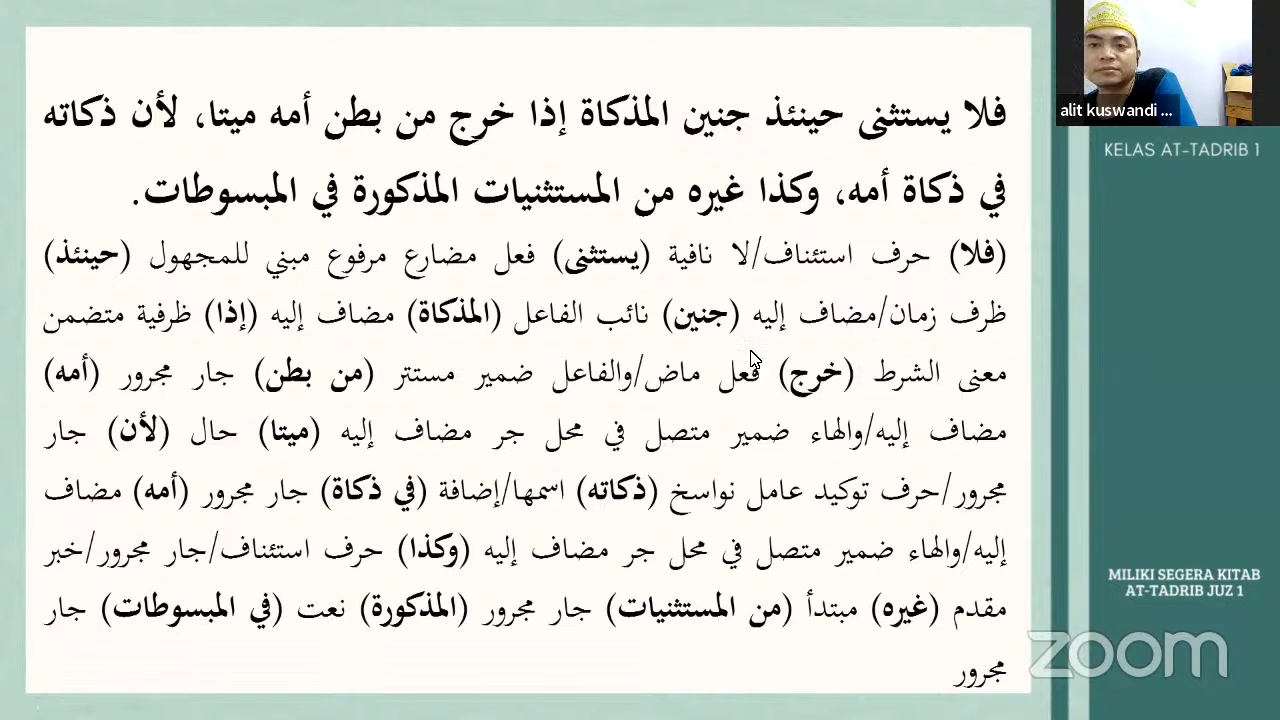 فلا يستثنى حينئذ جنين المذكاة إذا خرج من بطن أمه ميتا، لأن ذكاته
في ذكاة أمه، وكذا غيره من المستثنيات المذكورة في المبسوطات.
(فلا) حرف استئناف/لا نافية (يستثنى) فعل مضارع مرفوع مبني للمجهول (حينئذ)
ظرف زمان/مضاف إليه (جنين) نائب الفاعل (المذكاة) مضاف إليه (إذا) ظرفية متضمن
معنى الشرط (خرج) فعل ماض/والفاعل ضمير مستتر (من بطن) جار مجرور (أمه)
مضاف إليه/والهاء ضمير متصل في محل جر مضاف إليه (ميتا) حال (لأن) جار
مجرور/حرف توكيد عامل نواسخ (ذكاته) اسمها/إضافة (في ذكاة) جار مجرور (أمه) مضاف
إليه/والهاء ضمير متصل في محل جر مضاف إليه (وكذا) حرف استئناف/جار مجرور/خبر
مقدم (غيره) مبتدأ (من المستثنيات) جار مجرور (المذكورة) نعت (في المبسوطات) جار
مجرور
alit kuswandi ...
KELAS AT-TADRIB 1
MILIKI SEGERA KITAB
AT-TADRIB JUZ 1
zoom